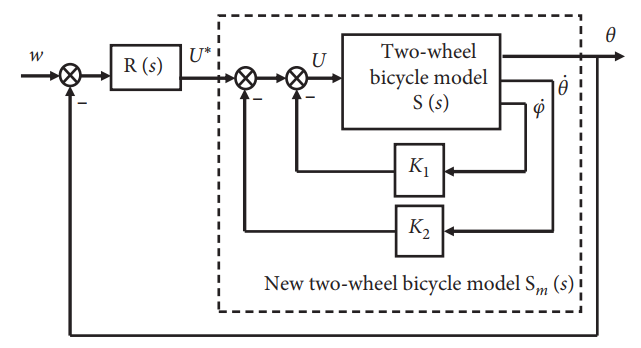 w
R (s)
U*
U
Two-wheel
bicycle model
S (s)
θ
θ̇
φ̇
–
–
–
K₁
K₂
New two-wheel bicycle model Sₘ (s)